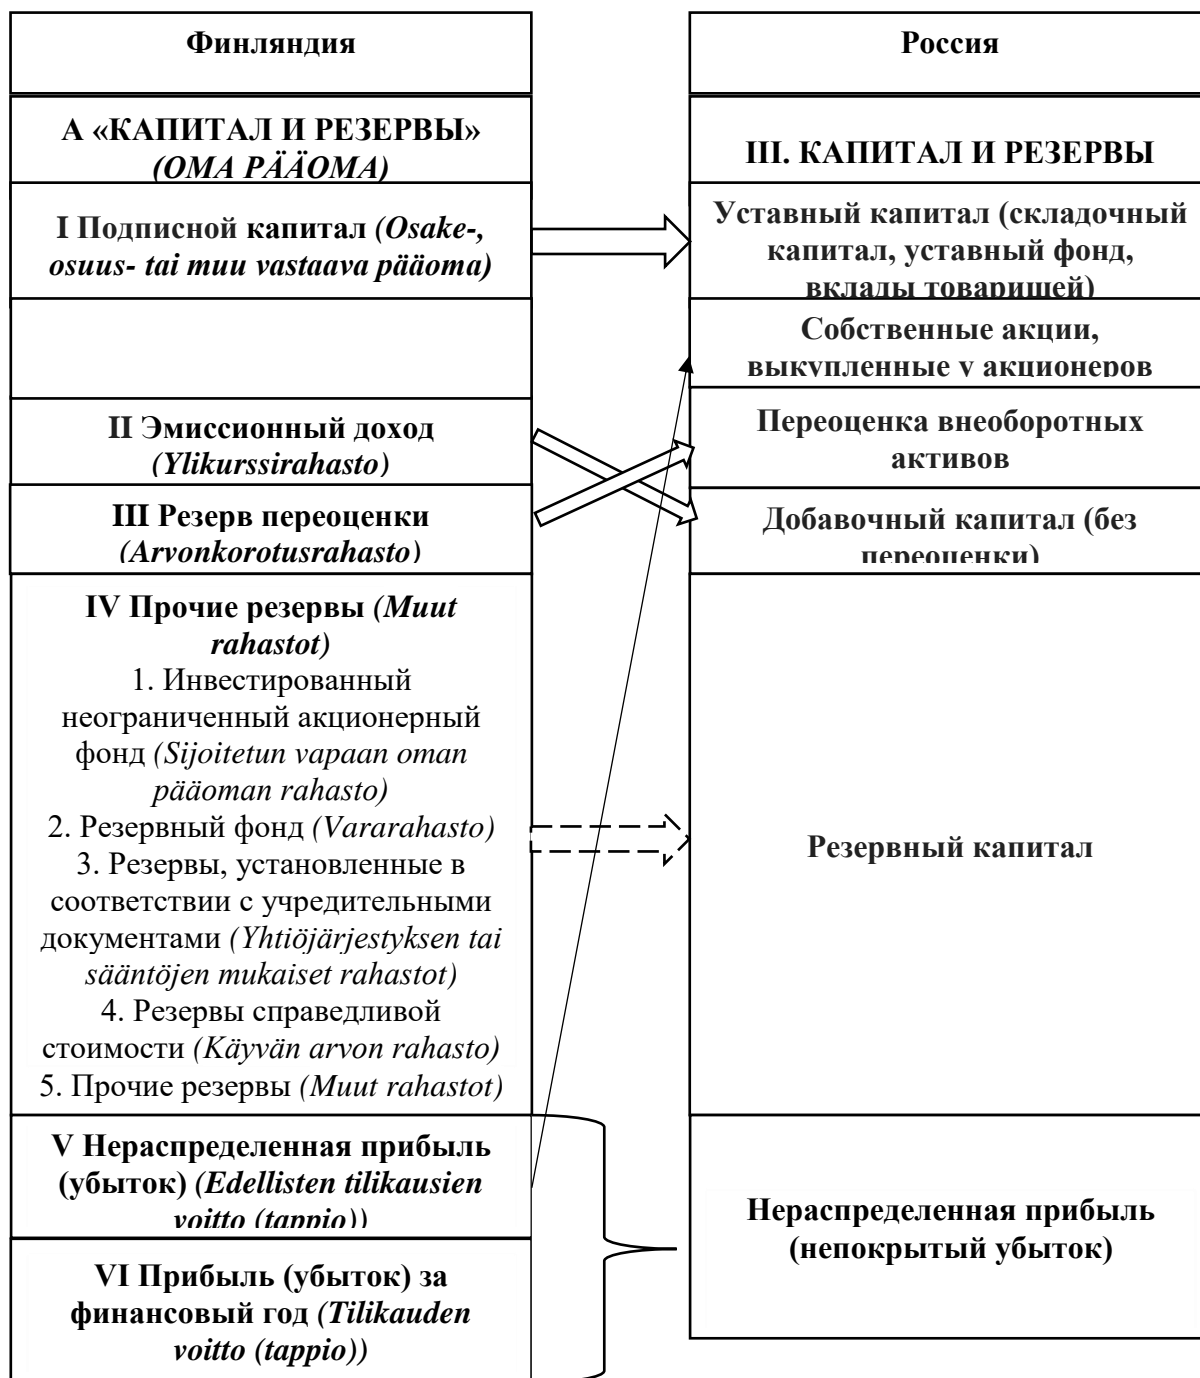 Финляндия
Россия
А «КАПИТАЛ И РЕЗЕРВЫ»
(OMA PÄÄOMA)
III. КАПИТАЛ И РЕЗЕРВЫ
I Подписной капитал (Osake-,
osuus- tai muu vastaava pääoma)
Уставный капитал (складочный
капитал, уставный фонд,
вклады товарищей)
Собственные акции,
выкупленные у акционеров
II Эмиссионный доход
(Ylikurssirahasto)
Переоценка внеоборотных
активов
III Резерв переоценки
(Arvonkorotusrahasto)
Добавочный капитал (без
переоценки)
IV Прочие резервы (Muut
rahastot)
1. Инвестированный
неограниченный акционерный
фонд (Sijoitetun vapaan oman
pääoman rahasto)
2. Резервный фонд (Vararahasto)
3. Резервы, установленные в
соответствии с учредительными
документами (Yhtiöjärjestyksen tai
sääntöjen mukaiset rahastot)
4. Резервы справедливой
стоимости (Käyvän arvon rahasto)
5. Прочие резервы (Muut rahastot)
Резервный капитал
V Нераспределенная прибыль
(убыток) (Edellisten tilikausien
voitto (tappio))
VI Прибыль (убыток) за
финансовый год (Tilikauden
voitto (tappio))
Нераспределенная прибыль
(непокрытый убыток)